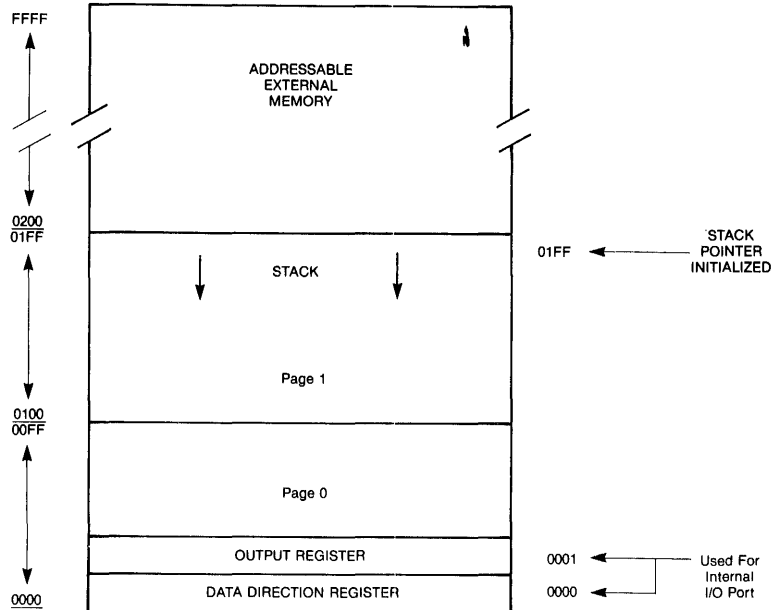 FFFF
ADDRESSABLE
EXTERNAL
MEMORY
0200
01FF
STACK
01FF
STACK
POINTER
INITIALIZED
Page 1
0100
00FF
Page 0
OUTPUT REGISTER
0001
Used For
Internal
I/O Port
DATA DIRECTION REGISTER
0000
0000